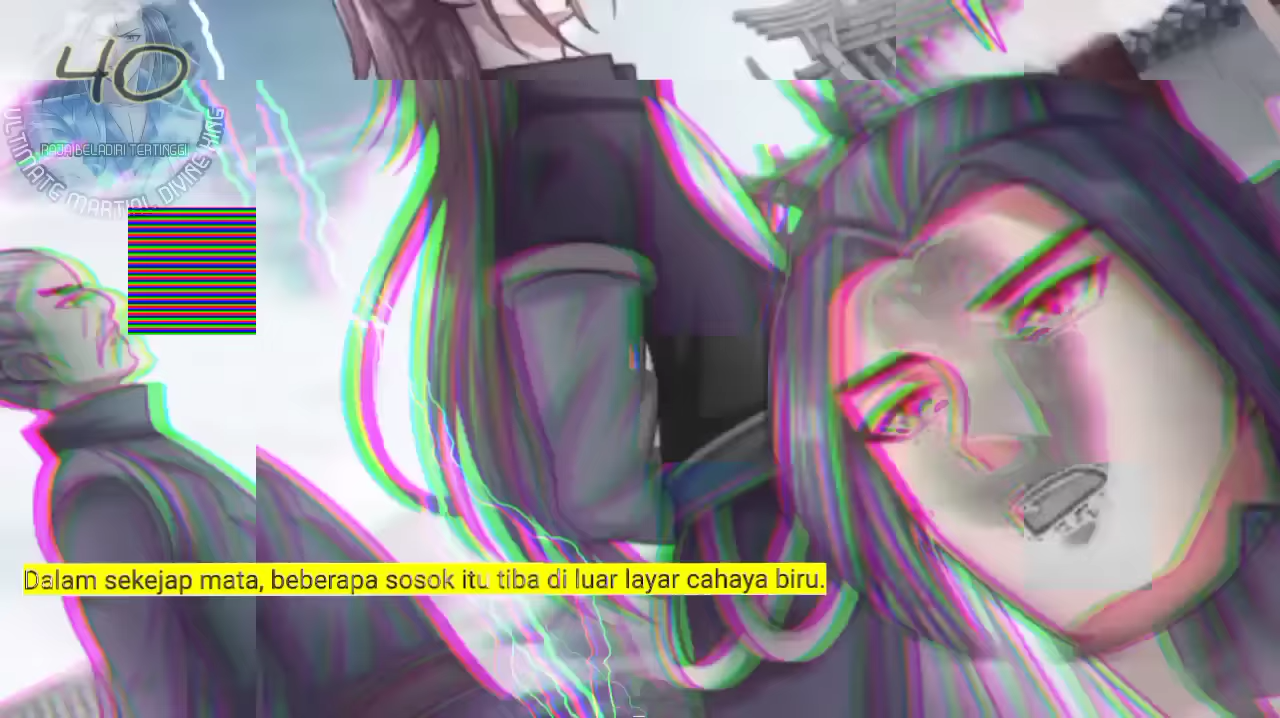 40
RAJA BELADIRI TERTINGGI
ULTIMATE MARTIAL DIVINE KING
Dalam sekejap mata, beberapa sosok itu tiba di luar layar cahaya biru.